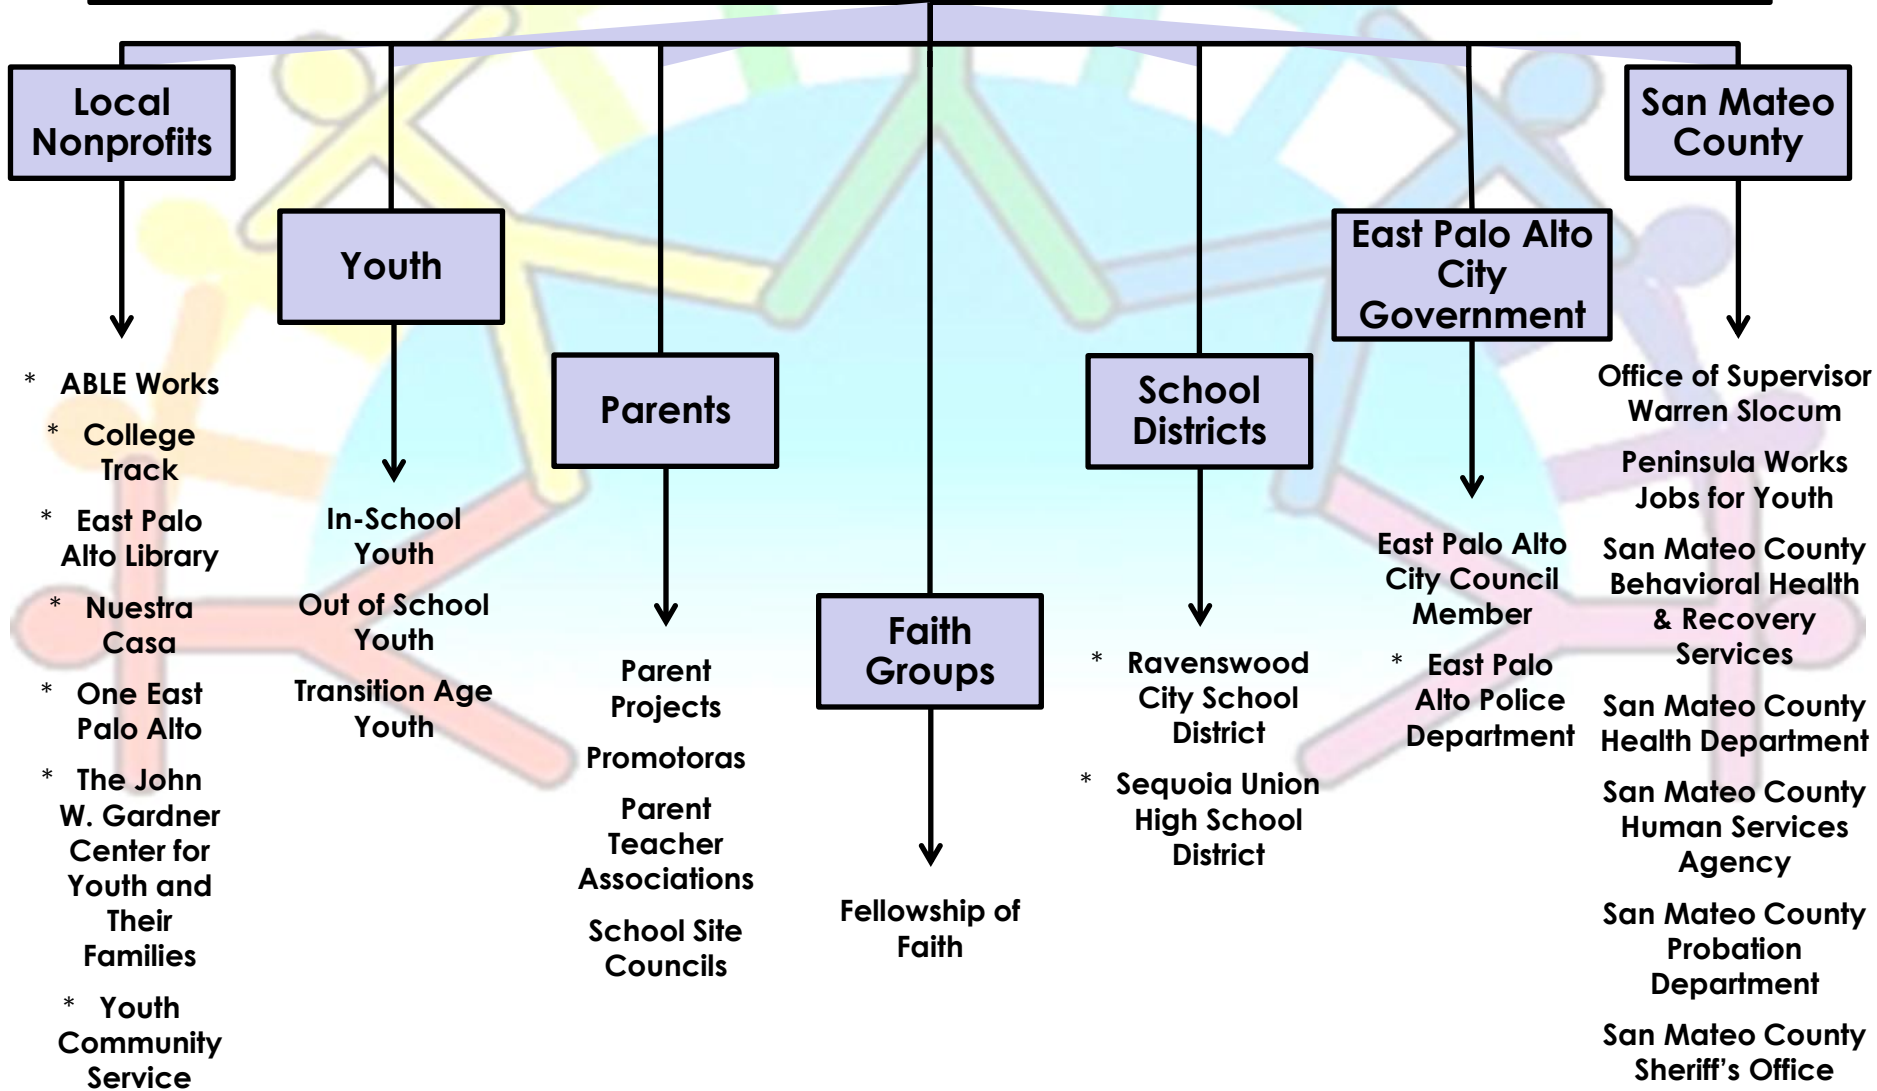 Local
Nonprofits
* ABLE Works
* College
Track
* East Palo
Alto Library
* Nuestra
Casa
* One East
Palo Alto
* The John
W. Gardner
Center for
Youth and
Their
Families
* Youth
Community
Service
Youth
In-School
Youth
Out of School
Youth
Transition Age
Youth
Parents
Parent
Projects
Promotoras
Parent
Teacher
Associations
School Site
Councils
Faith
Groups
Fellowship of
Faith
School
Districts
* Ravenswood
City School
District
* Sequoia Union
High School
District
East Palo Alto
City
Government
East Palo Alto
City Council
Member
* East Palo
Alto Police
Department
San Mateo
County
Office of Supervisor
Warren Slocum
Peninsula Works
Jobs for Youth
San Mateo County
Behavioral Health
& Recovery
Services
San Mateo County
Health Department
San Mateo County
Human Services
Agency
San Mateo County
Probation
Department
San Mateo County
Sheriff’s Office